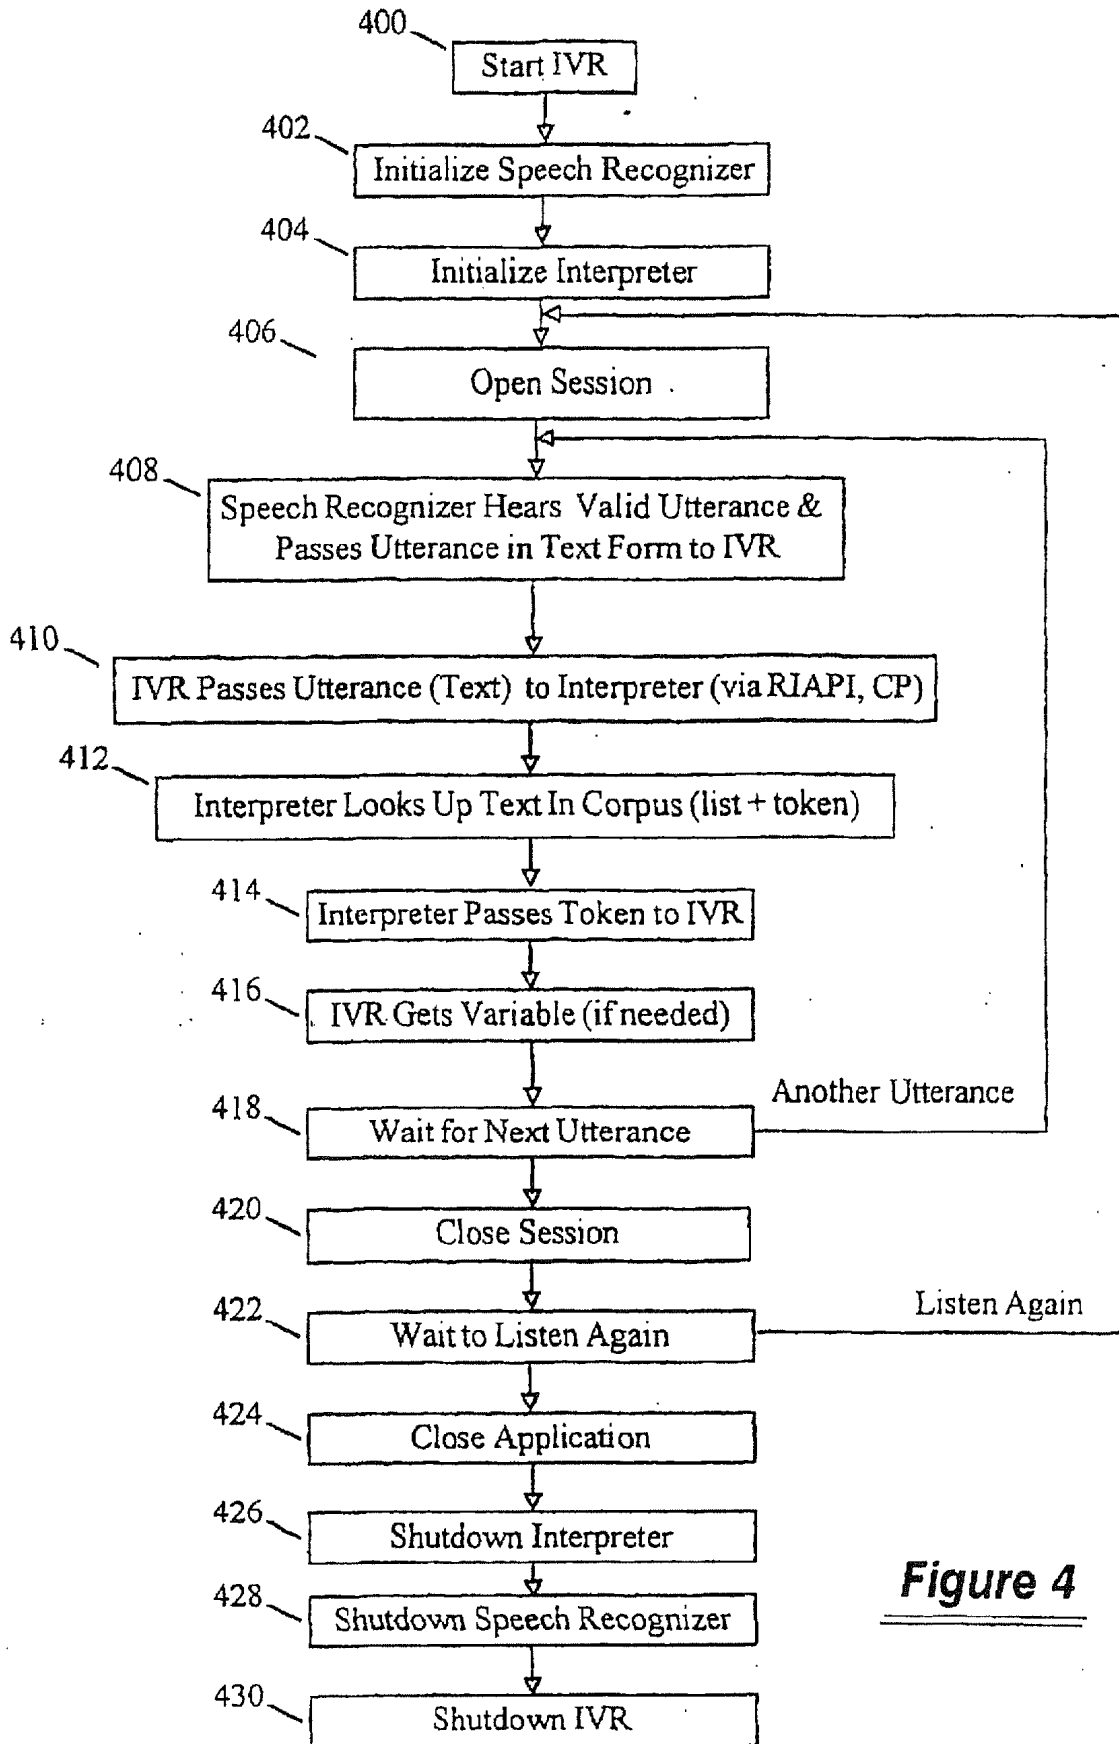 400
Start IVR
402
Initialize Speech Recognizer
404
Initialize Interpreter
406
Open Session
408
Speech Recognizer Hears Valid Utterance &
Passes Utterance in Text Form to IVR
410
IVR Passes Utterance (Text) to Interpreter (via RIAPI, CP)
412
Interpreter Looks Up Text In Corpus (list + token)
414
Interpreter Passes Token to IVR
416
IVR Gets Variable (if needed)
Another Utterance
418
Wait for Next Utterance
420
Close Session
422
Listen Again
Wait to Listen Again
424
Close Application
426
Shutdown Interpreter
428
Shutdown Speech Recognizer
Figure 4
430
Shutdown IVR